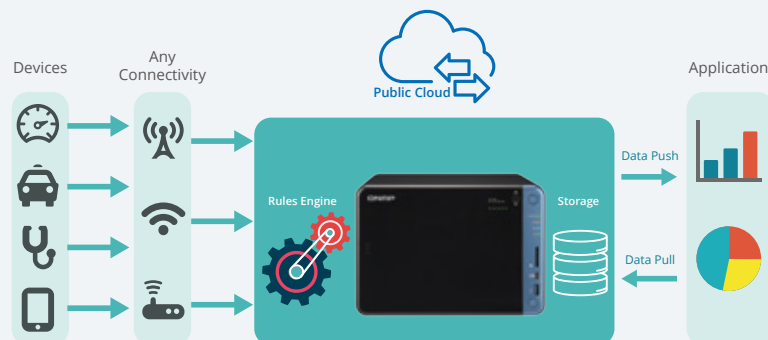 Devices
Any
Connectivity
Public Cloud
Application
Rules Engine
Storage
Data Push
Data Pull